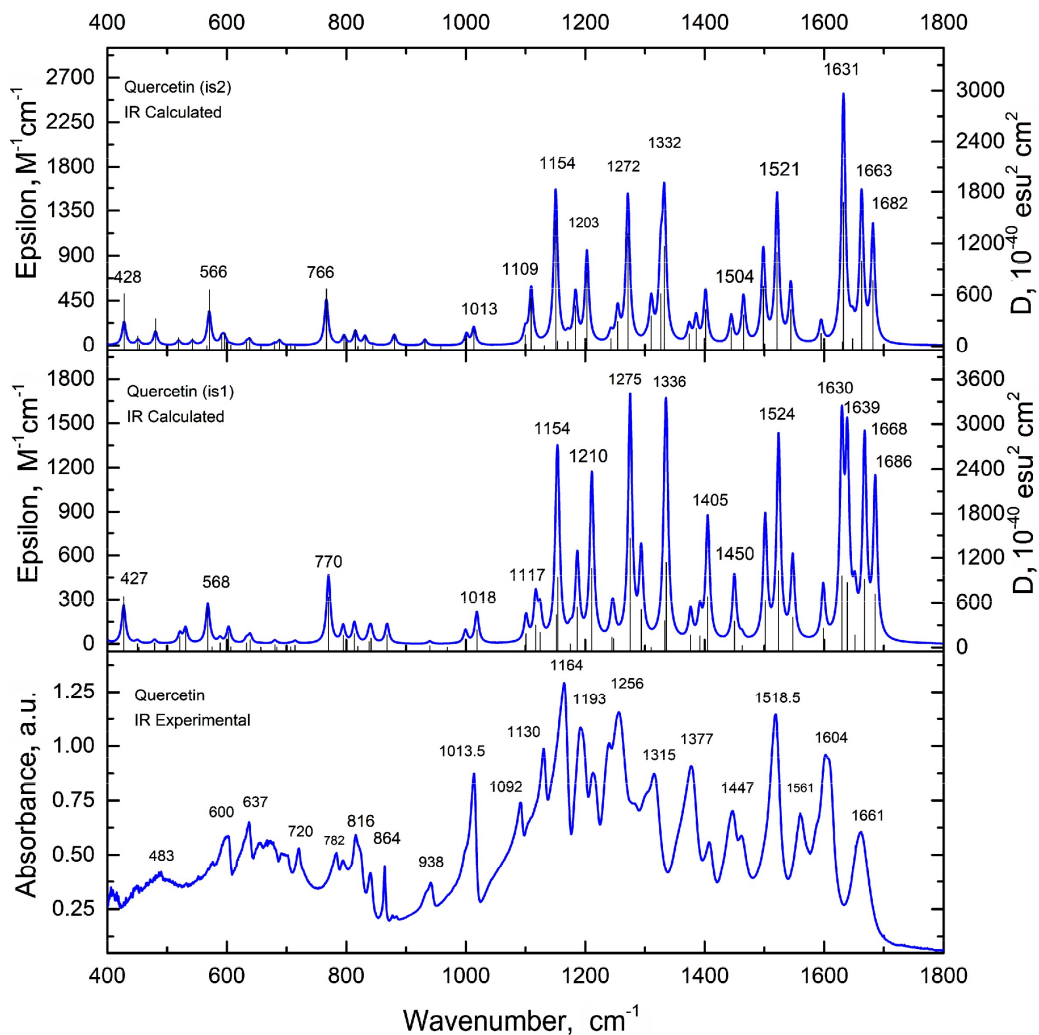 400 600 800 1000 1200 1400 1600 1800
Quercetin (is2)
IR Calculated
Epsilon, M⁻¹cm⁻¹
2700
2250
1800
1350
900
450
0
428 566 766 1013 1109 1154 1203 1272 1332 1504 1521 1631 1663 1682
3000
2400
1800
1200
600
0
D, 10⁻⁴⁰ esu² cm²
Quercetin (is1)
IR Calculated
Epsilon, M⁻¹cm⁻¹
1800
1500
1200
900
600
300
0
427 568 770 1018 1117 1154 1210 1275 1336 1405 1450 1524 1630 1639 1668 1686
3600
3000
2400
1800
1200
600
0
D, 10⁻⁴⁰ esu² cm²
Quercetin
IR Experimental
Absorbance, a.u.
1.25
1.00
0.75
0.50
0.25
483 600 637 720 782 816 864 938 1013.5 1092 1130 1164 1193 1256 1315 1377 1447 1518.5 1561 1604 1661
400 600 800 1000 1200 1400 1600 1800
Wavenumber, cm⁻¹